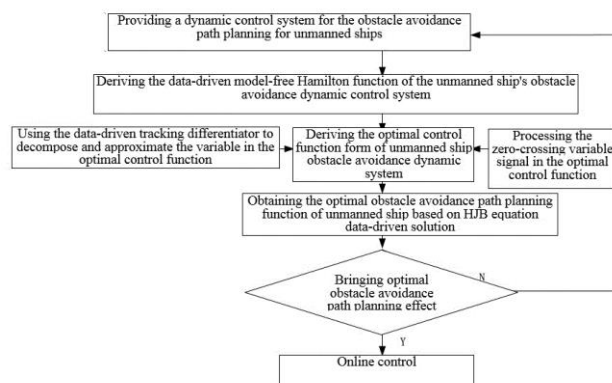 Providing a dynamic control system for the obstacle avoidance
path planning for unmanned ships
Deriving the data-driven model-free Hamilton function of the unmanned ship's obstacle
avoidance dynamic control system
Using the data-driven tracking differentiator to
decompose and approximate the variable in the
optimal control function
Deriving the optimal control
function form of unmanned ship
obstacle avoidance dynamic
system
Processing the
zero-crossing variable
signal in the optimal
control function
Obtaining the optimal obstacle avoidance path planning
function of unmanned ship based on HJB equation
data-driven solution
Bringing optimal
obstacle avoidance
path planning effect
N
Y
Online control